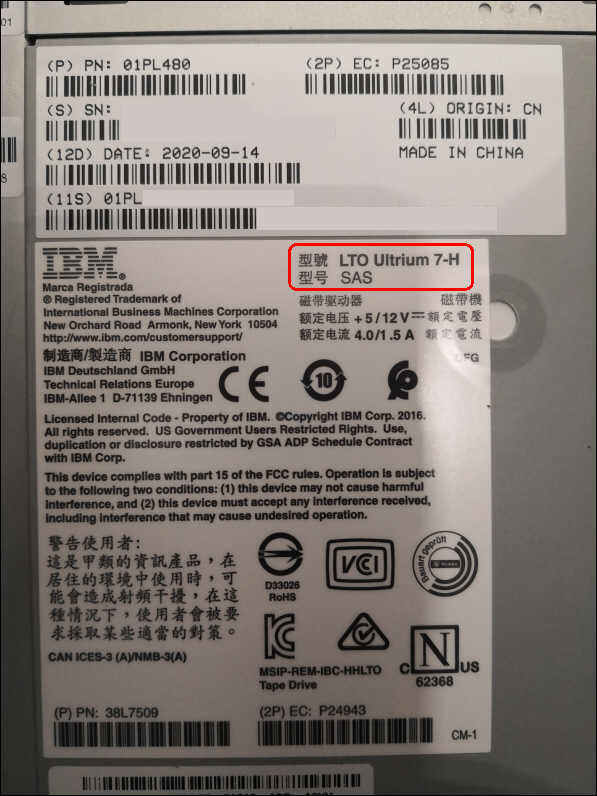 01
S
(P) PN: 01PL480
(2P) EC: P25085
(S) SN:
(4L) ORIGIN: CN
(12D) DATE: 2020-09-14
MADE IN CHINA
(11S) 01PL
IBM®
Marca Registrada
® Registered Trademark of
International Business Machines Corporation
New Orchard Road Armonk, New York 10504
http://www.ibm.com/customersupport/
型號 LTO Ultrium 7-H
型号 SAS
磁带驱动器 磁帶機
额定电压 +5/12V 額定電壓
额定电流 4.0/1.5 A 額定電流
制造商/製造商 IBM Corporation
IBM Deutschland GmbH
Technical Relations Europe
IBM-Allee 1 D-71139 Ehningen
CE
10
Licensed Internal Code - Property of IBM. ©Copyright IBM Corp. 2016.
All rights reserved. US Government Users Restricted Rights. Use,
duplication or disclosure restricted by GSA ADP Schedule Contract
with IBM Corp.
This device complies with part 15 of the FCC rules. Operation is subject
to the following two conditions: (1) this device may not cause harmful
interference, and (2) this device must accept any interference received,
including interference that may cause undesired operation.
警告使用者:
這是甲類的資訊產品，在
居住的環境中使用時，可
能會造成射頻干擾，在這
種情況下，使用者會被要
求採取某些適當的對策。
CAN ICES-3 (A)/NMB-3(A)
D33026
RoHS
VCI
Bauart geprüft
MSIP-REM-IBC-HHLTO
Tape Drive
C N US
62368
(P) PN: 38L7509
(2P) EC: P24943
CM-1